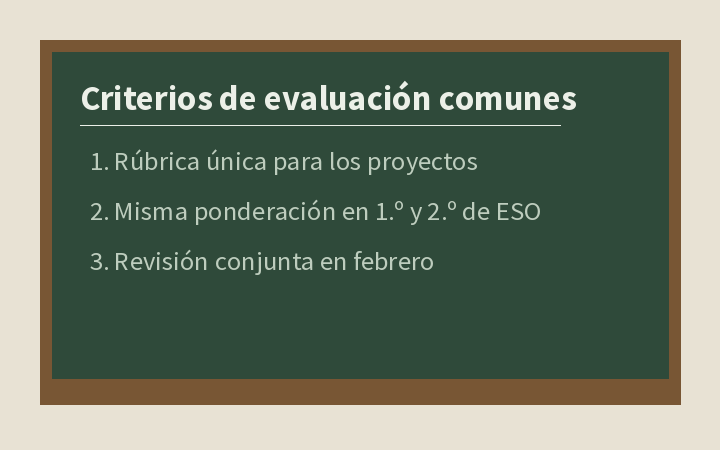 Criterios de evaluación comunes
1. Rúbrica única para los proyectos
2. Misma ponderación en 1.º y 2.º de ESO
3. Revisión conjunta en febrero